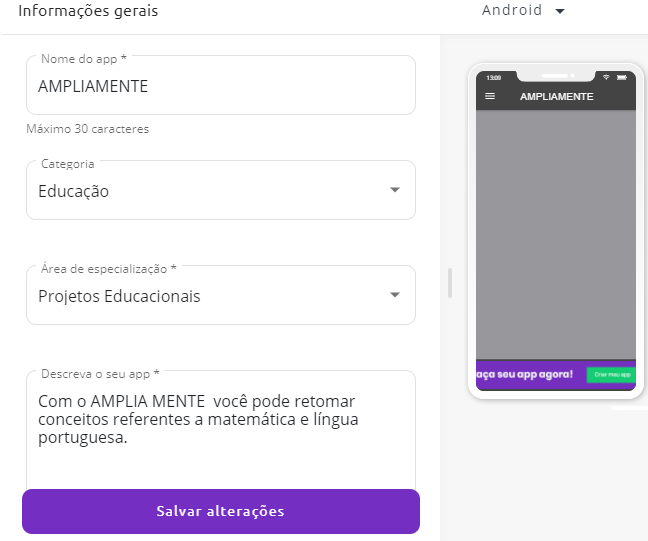 Informações gerais
Android
Nome do app *
AMPLIAMENTE
Máximo 30 caracteres
Categoria
Educação
Área de especialização *
Projetos Educacionais
Descreva o seu app *
Com o AMPLIA MENTE  você pode retomar
conceitos referentes a matemática e língua
portuguesa.
Salvar alterações
13:00
AMPLIAMENTE
aça seu app agora!
Criar meu app